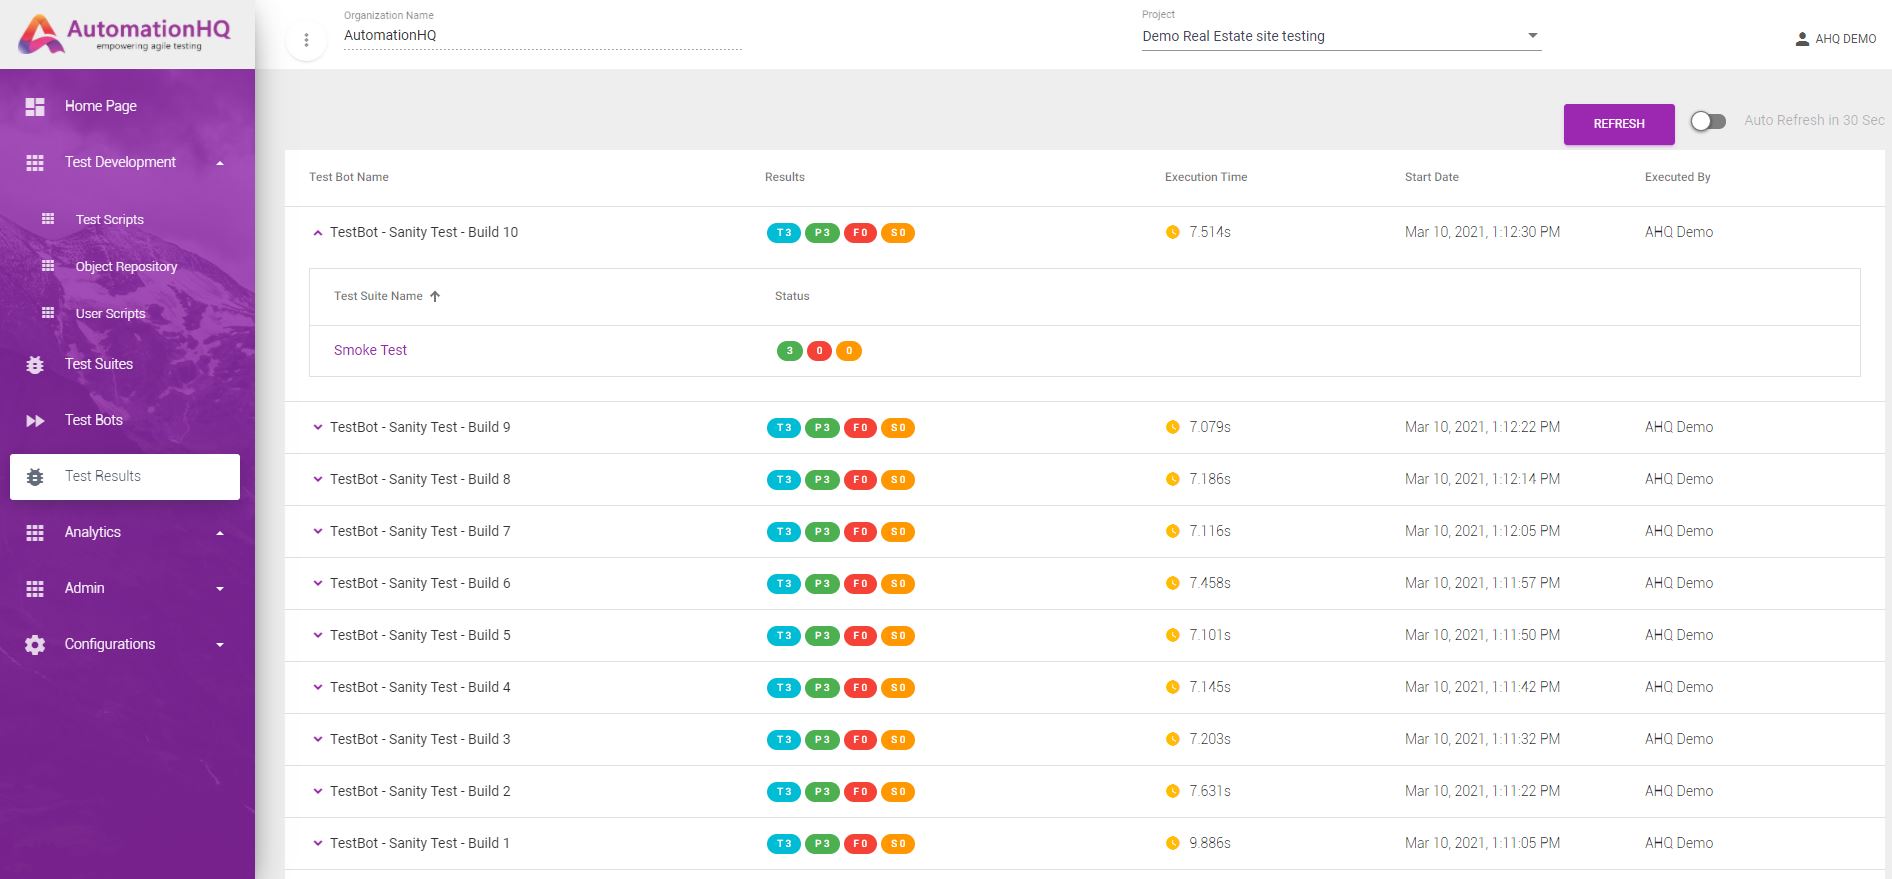 AutomationHQ
empowering agile testing
Organization Name
AutomationHQ
Project
Demo Real Estate site testing
AHQ DEMO
Home Page
Test Development
Test Scripts
Object Repository
User Scripts
Test Suites
Test Bots
Test Results
Analytics
Admin
Configurations
REFRESH
Auto Refresh in 30 Sec
Test Bot Name Results Execution Time Start Date Executed By
TestBot - Sanity Test - Build 10 T 3 P 3 F 0 S 0 7.514s Mar 10, 2021, 1:12:30 PM AHQ Demo
Test Suite Name Status
Smoke Test 3 0 0
TestBot - Sanity Test - Build 9 T 3 P 3 F 0 S 0 7.079s Mar 10, 2021, 1:12:22 PM AHQ Demo
TestBot - Sanity Test - Build 8 T 3 P 3 F 0 S 0 7.186s Mar 10, 2021, 1:12:14 PM AHQ Demo
TestBot - Sanity Test - Build 7 T 3 P 3 F 0 S 0 7.116s Mar 10, 2021, 1:12:05 PM AHQ Demo
TestBot - Sanity Test - Build 6 T 3 P 3 F 0 S 0 7.458s Mar 10, 2021, 1:11:57 PM AHQ Demo
TestBot - Sanity Test - Build 5 T 3 P 3 F 0 S 0 7.101s Mar 10, 2021, 1:11:50 PM AHQ Demo
TestBot - Sanity Test - Build 4 T 3 P 3 F 0 S 0 7.145s Mar 10, 2021, 1:11:42 PM AHQ Demo
TestBot - Sanity Test - Build 3 T 3 P 3 F 0 S 0 7.203s Mar 10, 2021, 1:11:32 PM AHQ Demo
TestBot - Sanity Test - Build 2 T 3 P 3 F 0 S 0 7.631s Mar 10, 2021, 1:11:22 PM AHQ Demo
TestBot - Sanity Test - Build 1 T 3 P 3 F 0 S 0 9.886s Mar 10, 2021, 1:11:05 PM AHQ Demo